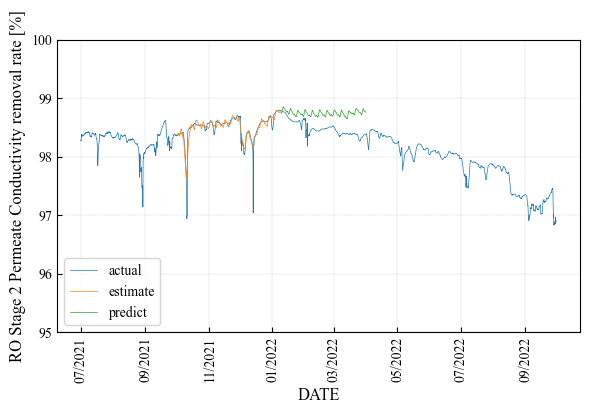 RO Stage 2 Permeate Conductivity removal rate [%]
100
99
98
97
96
95
actual
estimate
predict
07/2021
09/2021
11/2021
01/2022
03/2022
05/2022
07/2022
09/2022
DATE